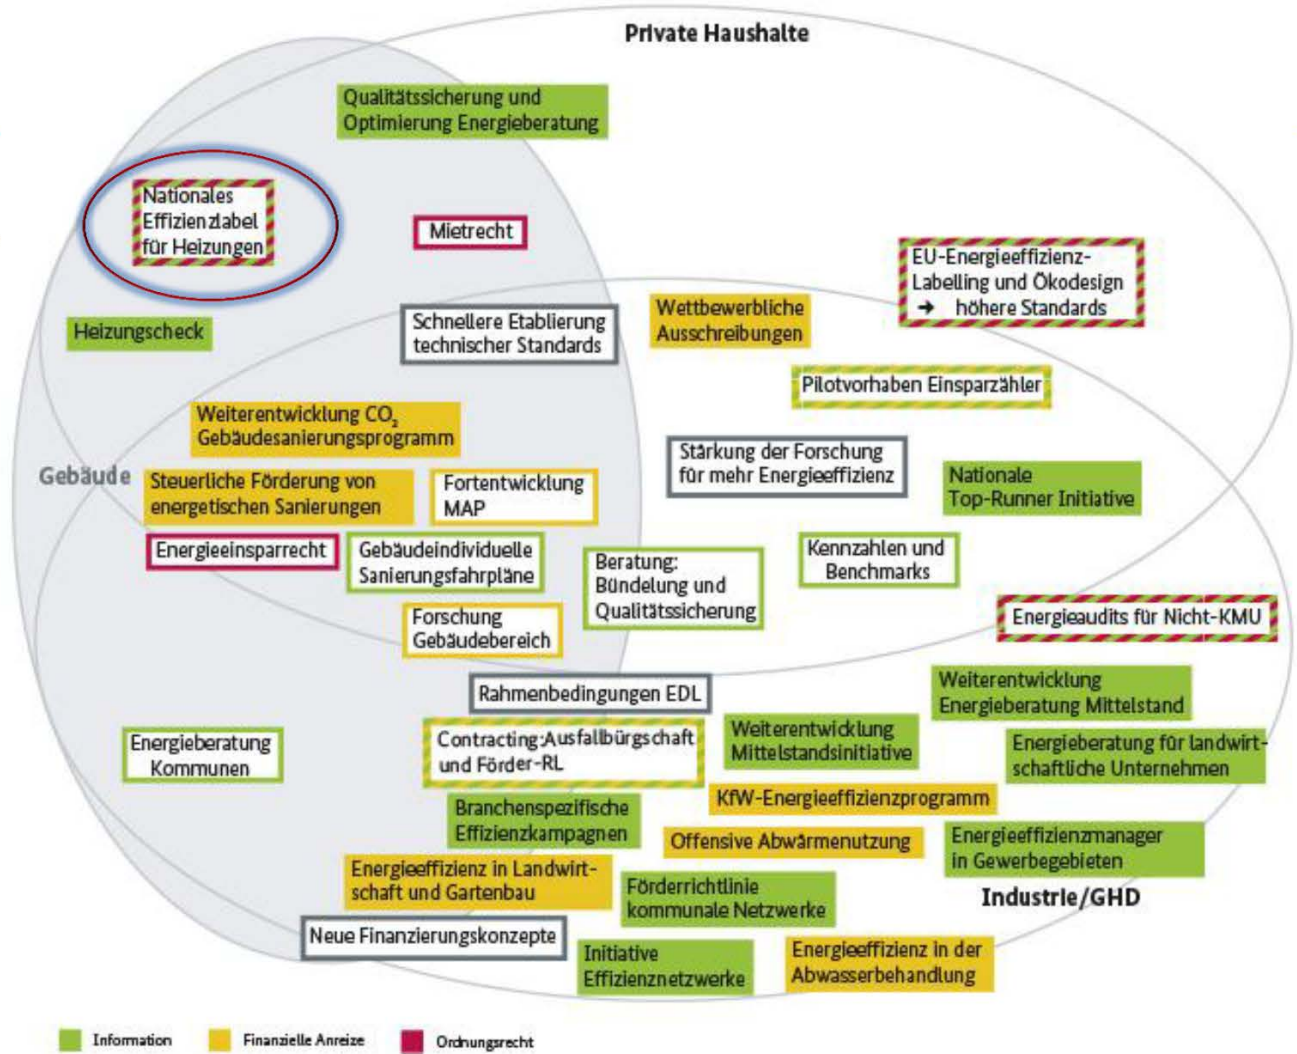 Private Haushalte
Qualitätssicherung und
Optimierung Energieberatung
Nationales
Effizienzlabel
für Heizungen
Mietrecht
EU-Energieeffizienz-
Labelling und Ökodesign
→ höhere Standards
Heizungscheck
Schnellere Etablierung
technischer Standards
Wettbewerbliche
Ausschreibungen
Pilotvorhaben Einsparzähler
Weiterentwicklung CO₂
Gebäudesanierungsprogramm
Stärkung der Forschung
für mehr Energieeffizienz
Nationale
Top-Runner Initiative
Gebäude
Steuerliche Förderung von
energetischen Sanierungen
Fortentwicklung
MAP
Energieeinsparrecht
Gebäudeindividuelle
Sanierungsfahrpläne
Beratung:
Bündelung und
Qualitätssicherung
Kennzahlen und
Benchmarks
Forschung
Gebäudebereich
Energieaudits für Nicht-KMU
Rahmenbedingungen EDL
Weiterentwicklung
Energieberatung Mittelstand
Energieberatung
Kommunen
Contracting:Ausfallbürgschaft
und Förder-RL
Weiterentwicklung
Mittelstandsinitiative
Energieberatung für landwirt-
schaftliche Unternehmen
Branchenspezifische
Effizienzkampagnen
KfW-Energieeffizienzprogramm
Offensive Abwärmenutzung
Energieeffizienzmanager
in Gewerbegebieten
Energieeffizienz in Landwirt-
schaft und Gartenbau
Förderrichtlinie
kommunale Netzwerke
Industrie/GHD
Neue Finanzierungskonzepte
Initiative
Effizienznetzwerke
Energieeffizienz in der
Abwasserbehandlung
Information
Finanzielle Anreize
Ordnungsrecht